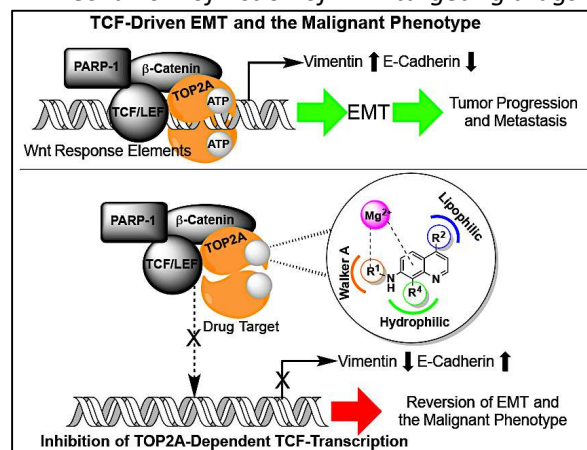 TCF-Driven EMT and the Malignant Phenotype
PARP-1
β-Catenin
TOP2A
ATP
TCF/LEF
ATP
Wnt Response Elements
Vimentin ⬆ E-Cadherin ⬇
EMT
Tumor Progression
and Metastasis
PARP-1
β-Catenin
TOP2A
TCF/LEF
Drug Target
Mg²⁺
Lipophilic
R²
Walker A
R¹
N
H
R⁴
N
Hydrophilic
X
X
Vimentin ⬇ E-Cadherin ⬆
Reversion of EMT and
the Malignant Phenotype
Inhibition of TOP2A-Dependent TCF-Transcription